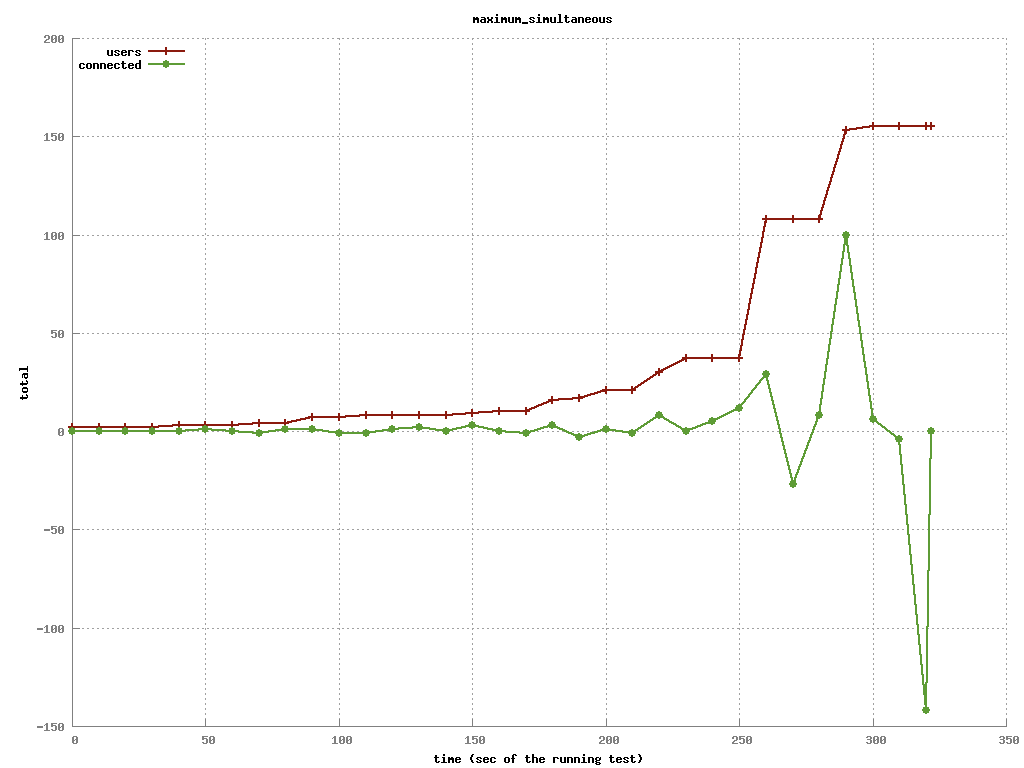 maximum_simultaneous
200
users
connected
150
100
50
total
0
-50
-100
-150
0 50 100 150 200 250 300 350
time (sec of the running test)